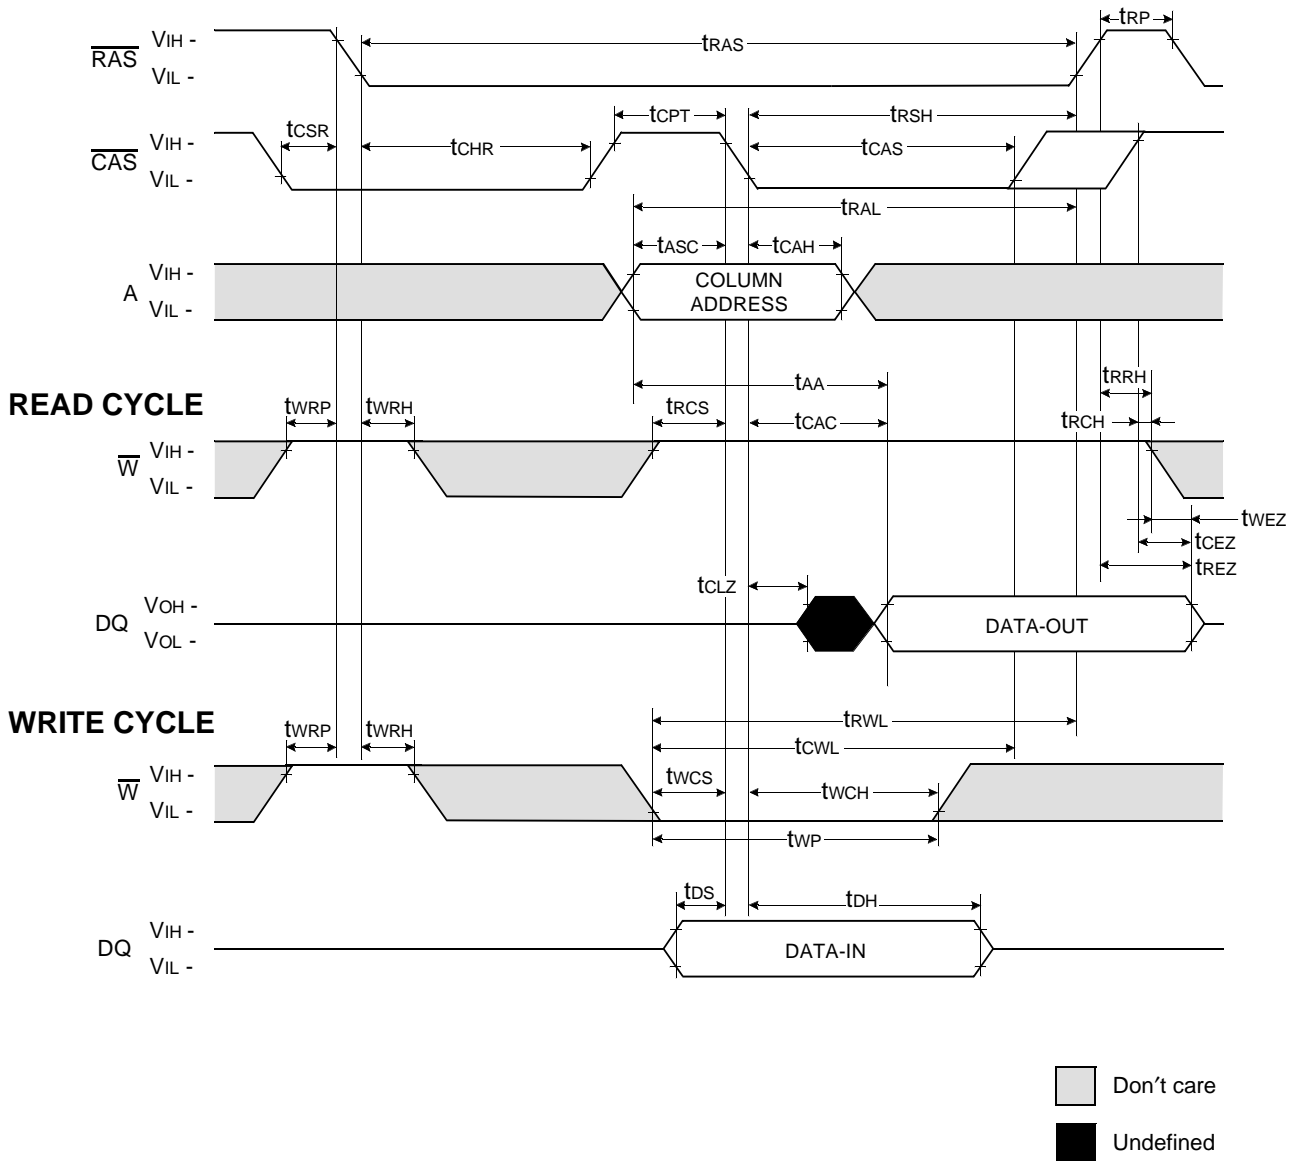 tRP
RAS
VIH -
VIL -
tRAS
tCPT
tRSH
tCSR
CAS
VIH -
VIL -
tCHR
tCAS
tRAL
tASC
tCAH
A
VIH -
VIL -
COLUMN
ADDRESS
tAA
tRRH
READ CYCLE
tWRP
tWRH
tRCS
tCAC
tRCH
W
VIH -
VIL -
tWEZ
tCEZ
tREZ
tCLZ
DQ
VOH -
VOL -
DATA-OUT
WRITE CYCLE
tRWL
tWRP
tWRH
tCWL
W
VIH -
VIL -
tWCS
tWCH
tWP
tDS
tDH
DQ
VIH -
VIL -
DATA-IN
Don′t care
Undefined